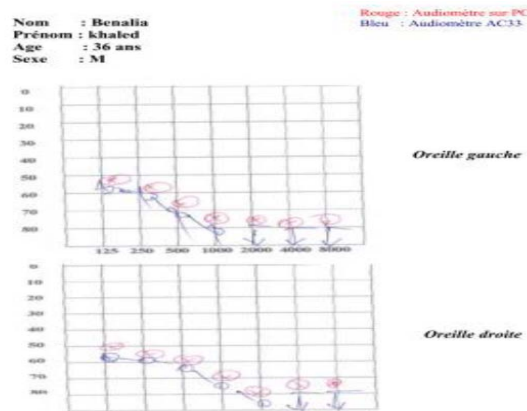 Nom : Benalia
Prénom : khaled
Age : 36 ans
Sexe : M
Rouge : Audiomètre sur PC
Bleu : Audiomètre AC33
0
10
20
30
40
50
60
70
80
125 250 500 1000 2000 4000 8000
Oreille gauche
0
10
20
30
40
50
60
70
80
Oreille droite